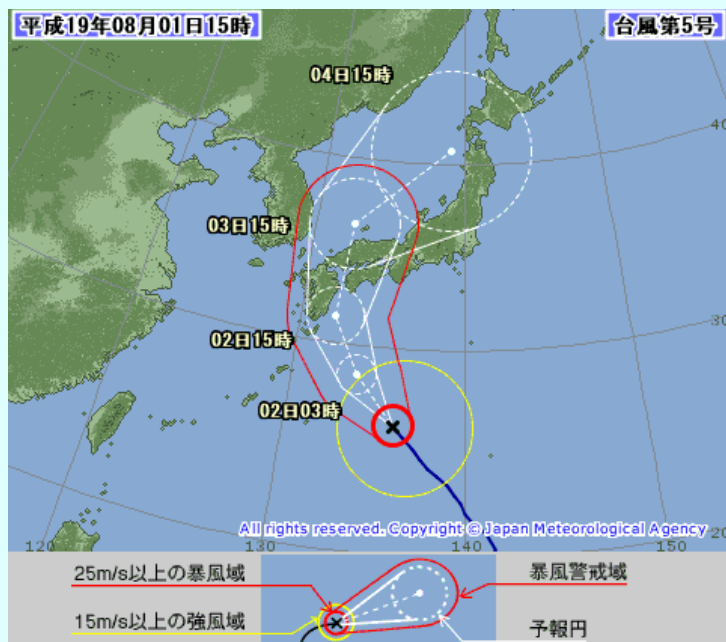 平成19年08月01日15時
台風第5号
04日15時
40
03日15時
02日15時
30
02日03時
All rights reserved. Copyright © Japan Meteorological Agency
120
130
140
150
25m/s以上の暴風域
暴風警戒域
15m/s以上の強風域
予報円